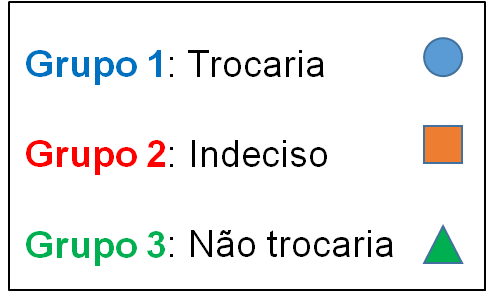 Grupo 1: Trocaria
Grupo 2: Indeciso
Grupo 3: Não trocaria